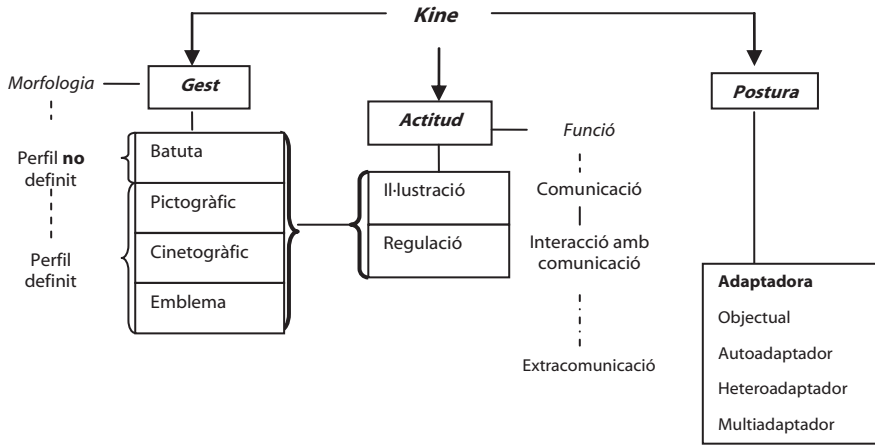 Kine
Morfologia
Gest
Postura
Actitud
Funció
Perfil no
definit
Batuta
Pictogràfic
Perfil
definit
Cinetogràfic
Emblema
Il·lustració
Regulació
Comunicació
Interacció amb
comunicació
Extracomunicació
Adaptadora
Objectual
Autoadaptador
Heteroadaptador
Multiadaptador